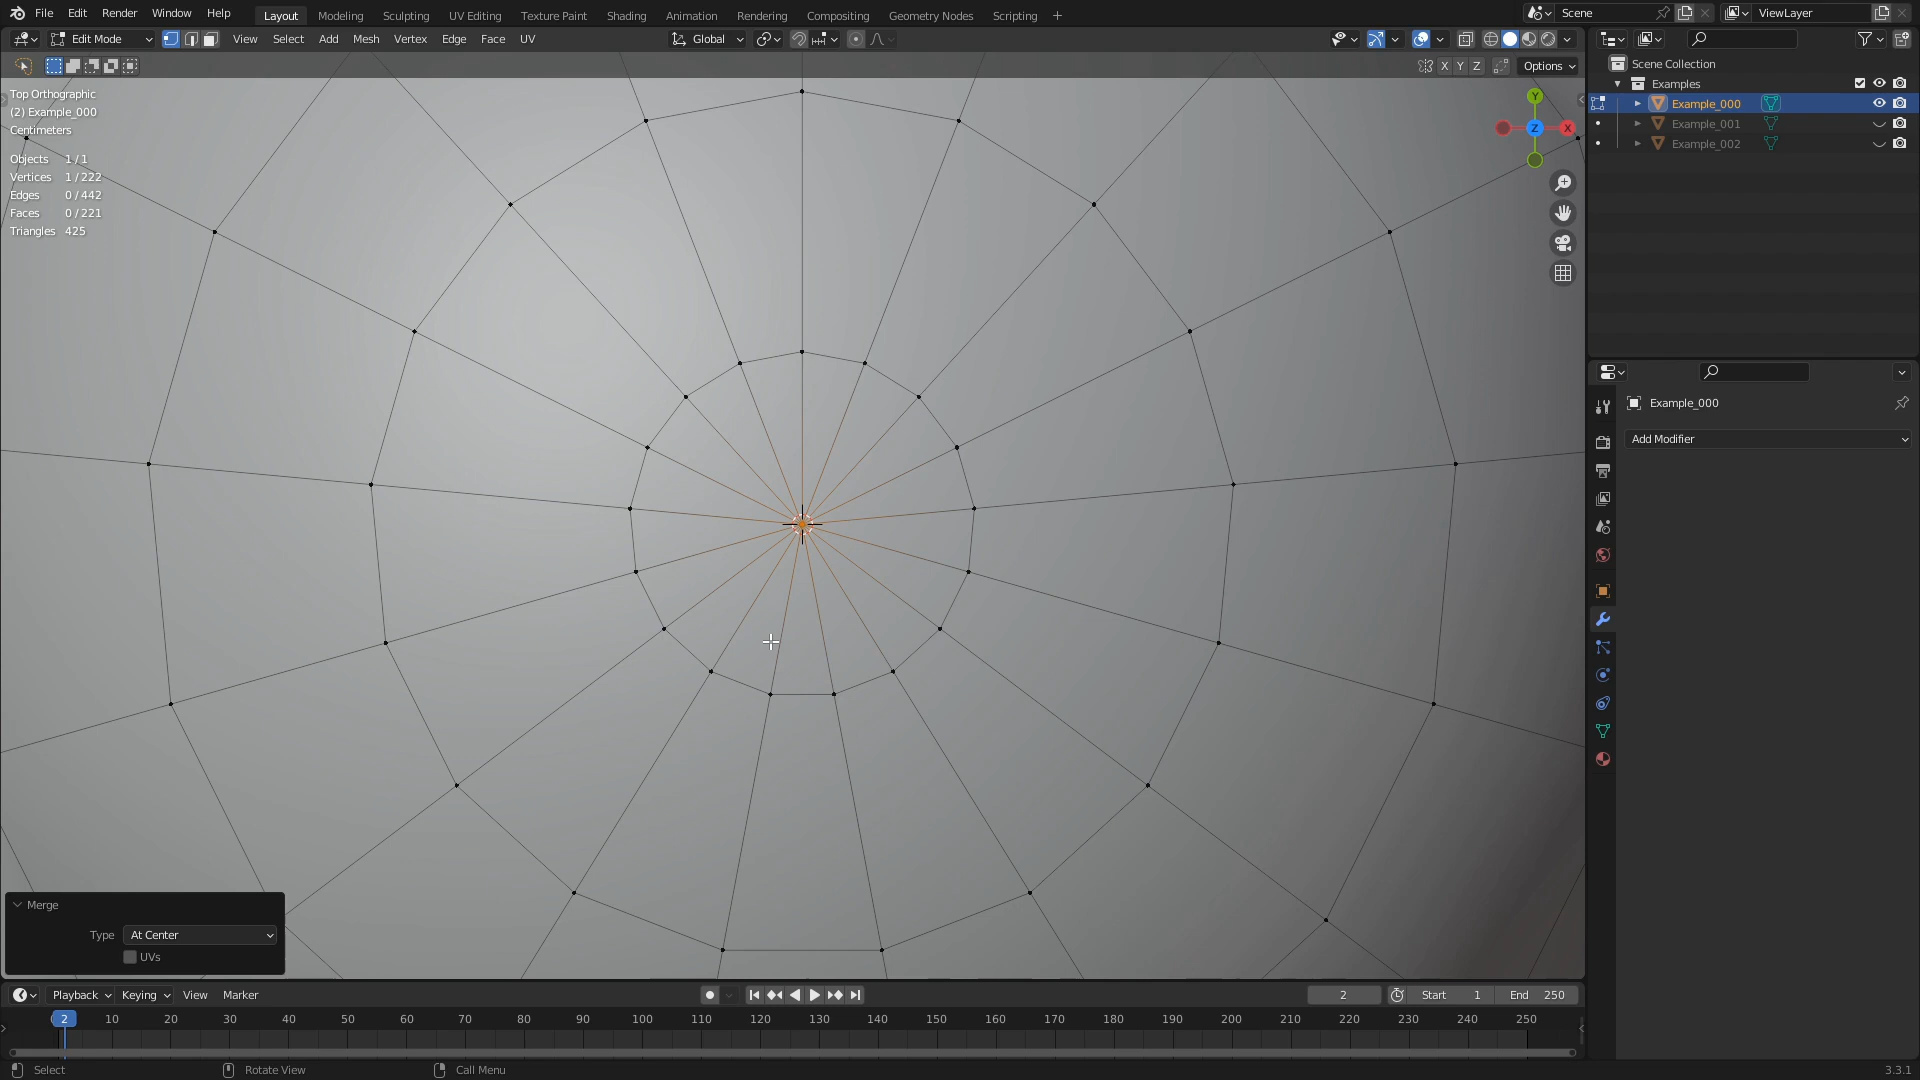 File Edit Render Window Help Layout Modeling Sculpting UV Editing Texture Paint Shading Animation Rendering Compositing Geometry Nodes Scripting + Scene ViewLayer
Edit Mode View Select Add Mesh Vertex Edge Face UV Global
X Y Z Options
Top Orthographic
(2) Example_000
Centimeters
Objects 1 / 1
Vertices 1 / 222
Edges 0 / 442
Faces 0 / 221
Triangles 425
Y
Z
X
Scene Collection
Examples
Example_000
Example_001
Example_002
Example_000
Add Modifier
Merge
Type At Center
UVs
Playback Keying View Marker 2 Start 1 End 250
2 10 20 30 40 50 60 70 80 90 100 110 120 130 140 150 160 170 180 190 200 210 220 230 240 250
Select Rotate View Call Menu 3.3.1